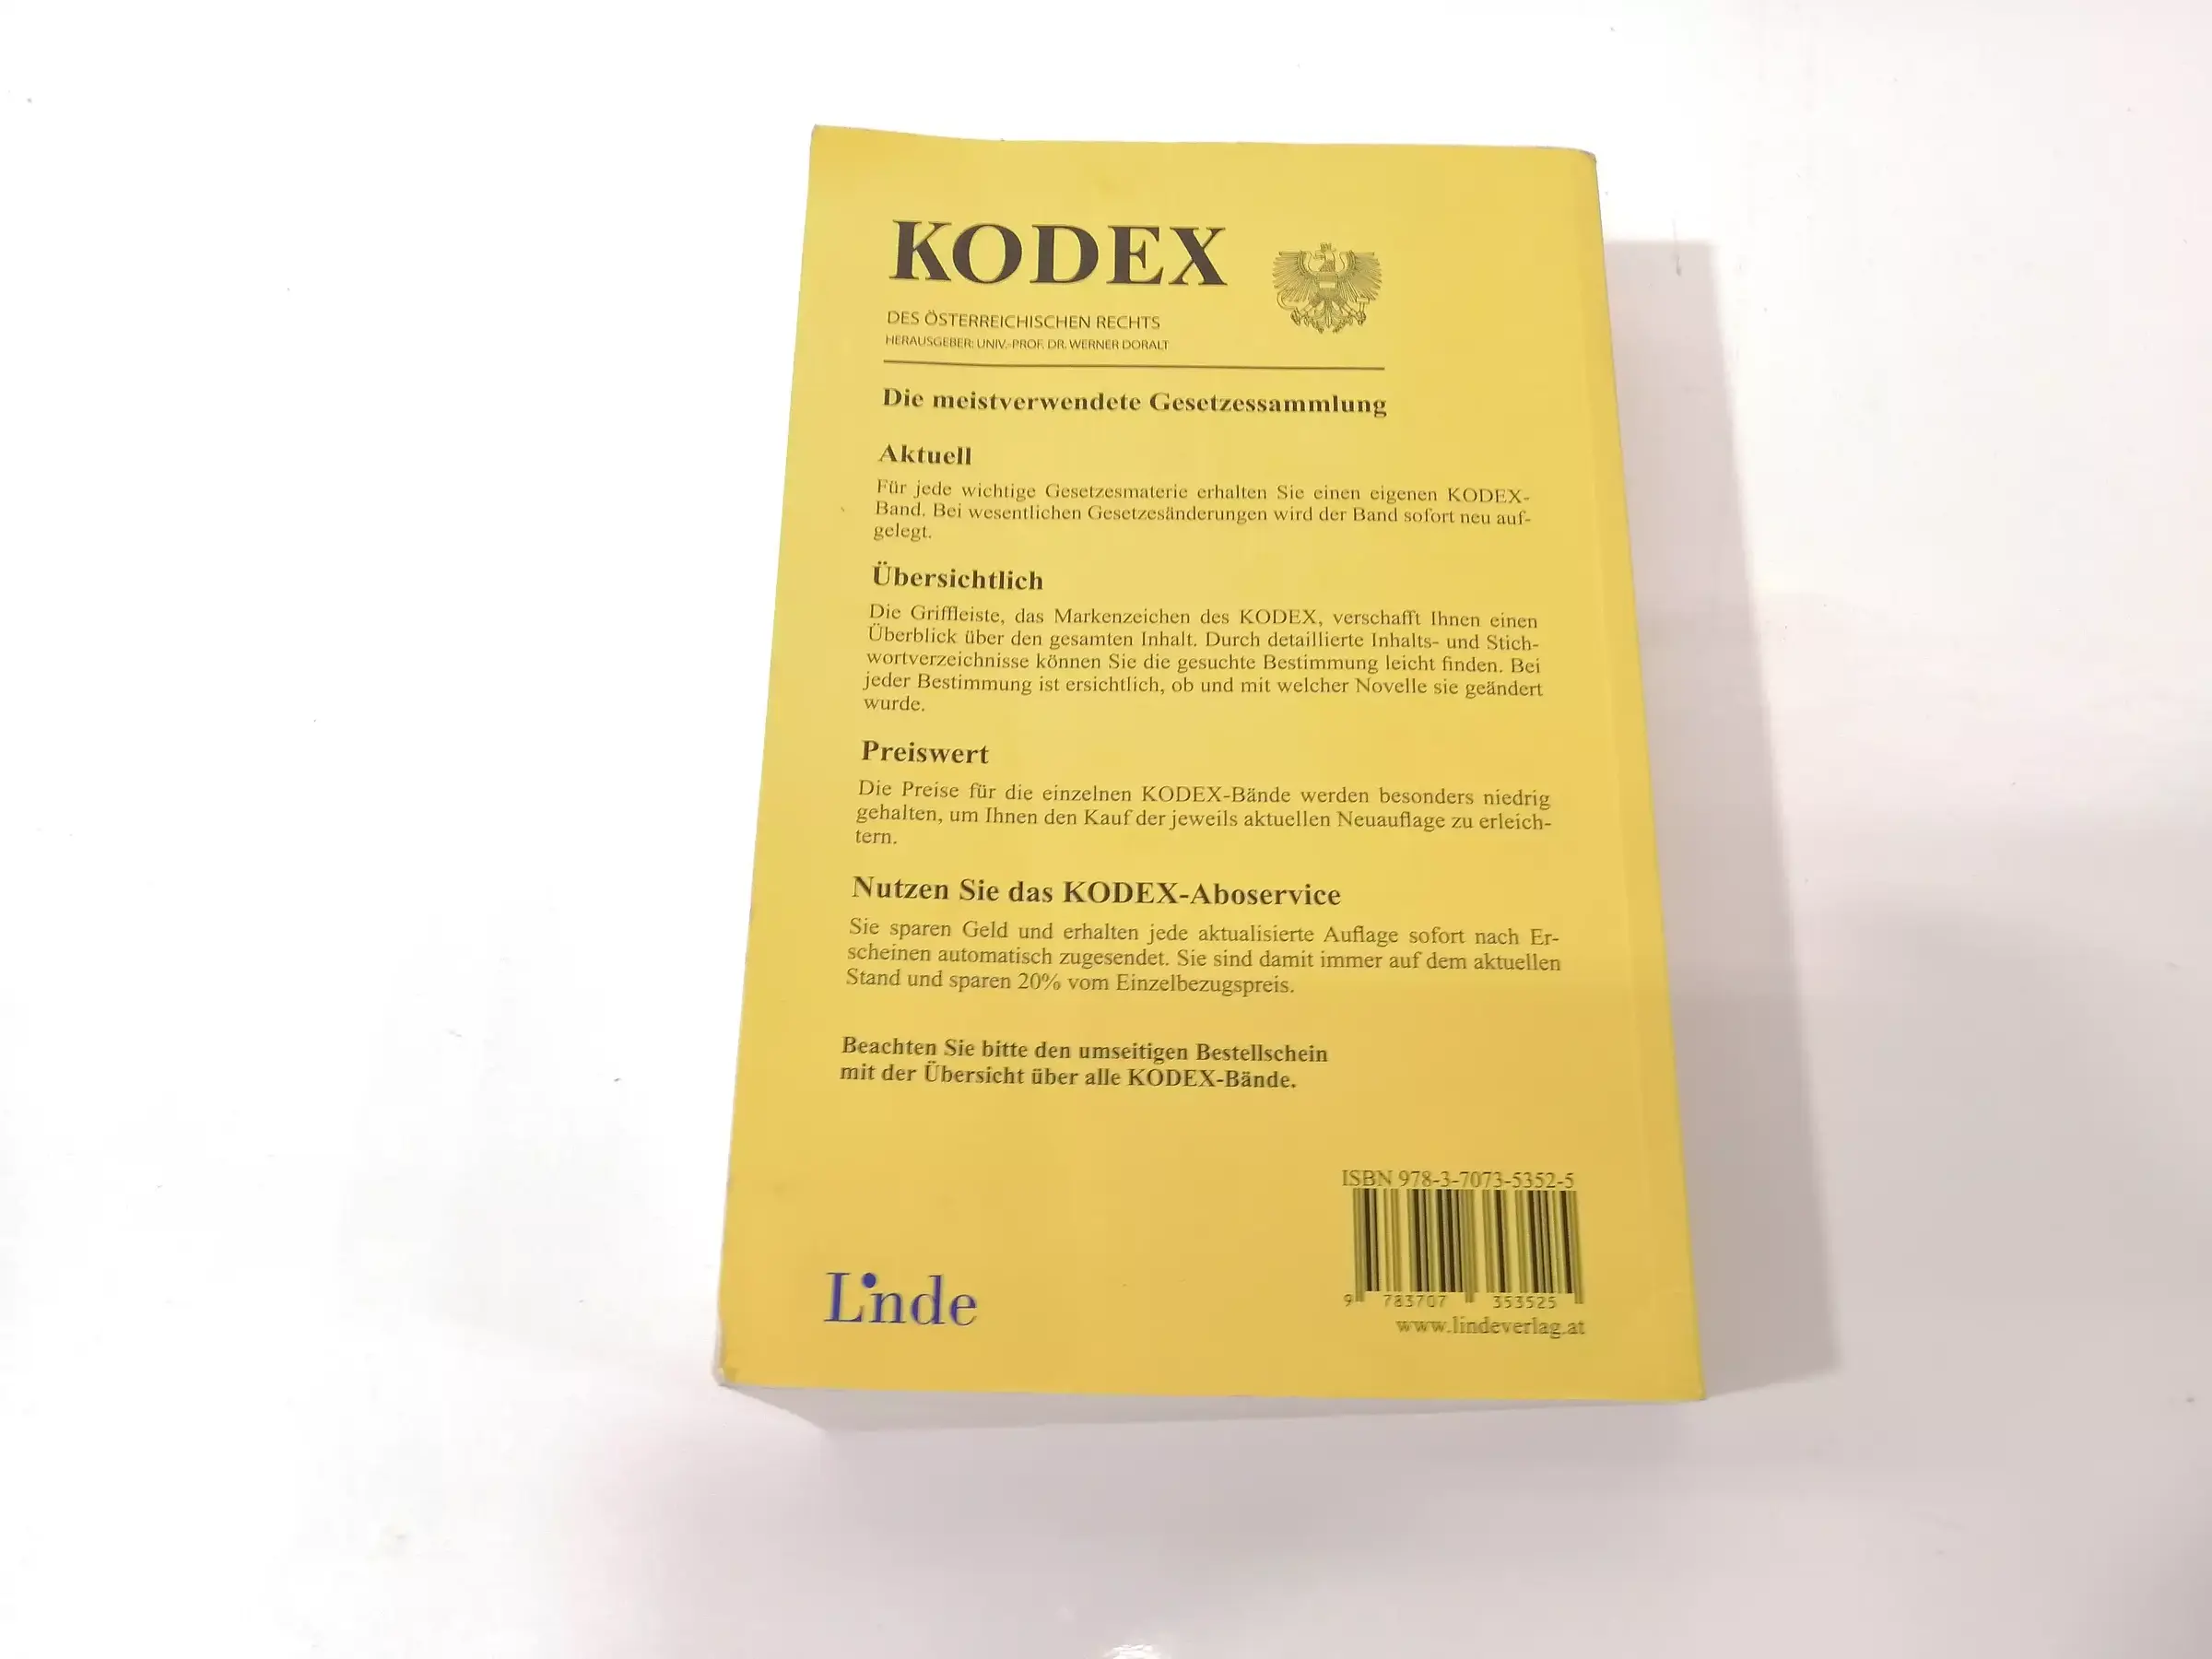 KODEX
DES ÖSTERREICHISCHEN RECHTS
HERAUSGEBER: UNIV.-PROF. DR. WERNER DORALT
Die meistverwendete Gesetzessammlung
Aktuell
Für jede wichtige Gesetzesmaterie erhalten Sie einen eigenen KODEX-
Band. Bei wesentlichen Gesetzesänderungen wird der Band sofort neu auf-
gelegt.
Übersichtlich
Die Griffleiste, das Markenzeichen des KODEX, verschafft Ihnen einen
Überblick über den gesamten Inhalt. Durch detaillierte Inhalts- und Stich-
wortverzeichnisse können Sie die gesuchte Bestimmung leicht finden. Bei
jeder Bestimmung ist ersichtlich, ob und mit welcher Novelle sie geändert
wurde.
Preiswert
Die Preise für die einzelnen KODEX-Bände werden besonders niedrig
gehalten, um Ihnen den Kauf der jeweils aktuellen Neuauflage zu erleich-
tern.
Nutzen Sie das KODEX-Aboservice
Sie sparen Geld und erhalten jede aktualisierte Auflage sofort nach Er-
scheinen automatisch zugesendet. Sie sind damit immer auf dem aktuellen
Stand und sparen 20% vom Einzelbezugspreis.
Beachten Sie bitte den umseitigen Bestellschein
mit der Übersicht über alle KODEX-Bände.
ISBN 978-3-7073-5352-5
9 783707 353525
www.lindeverlag.at
Linde